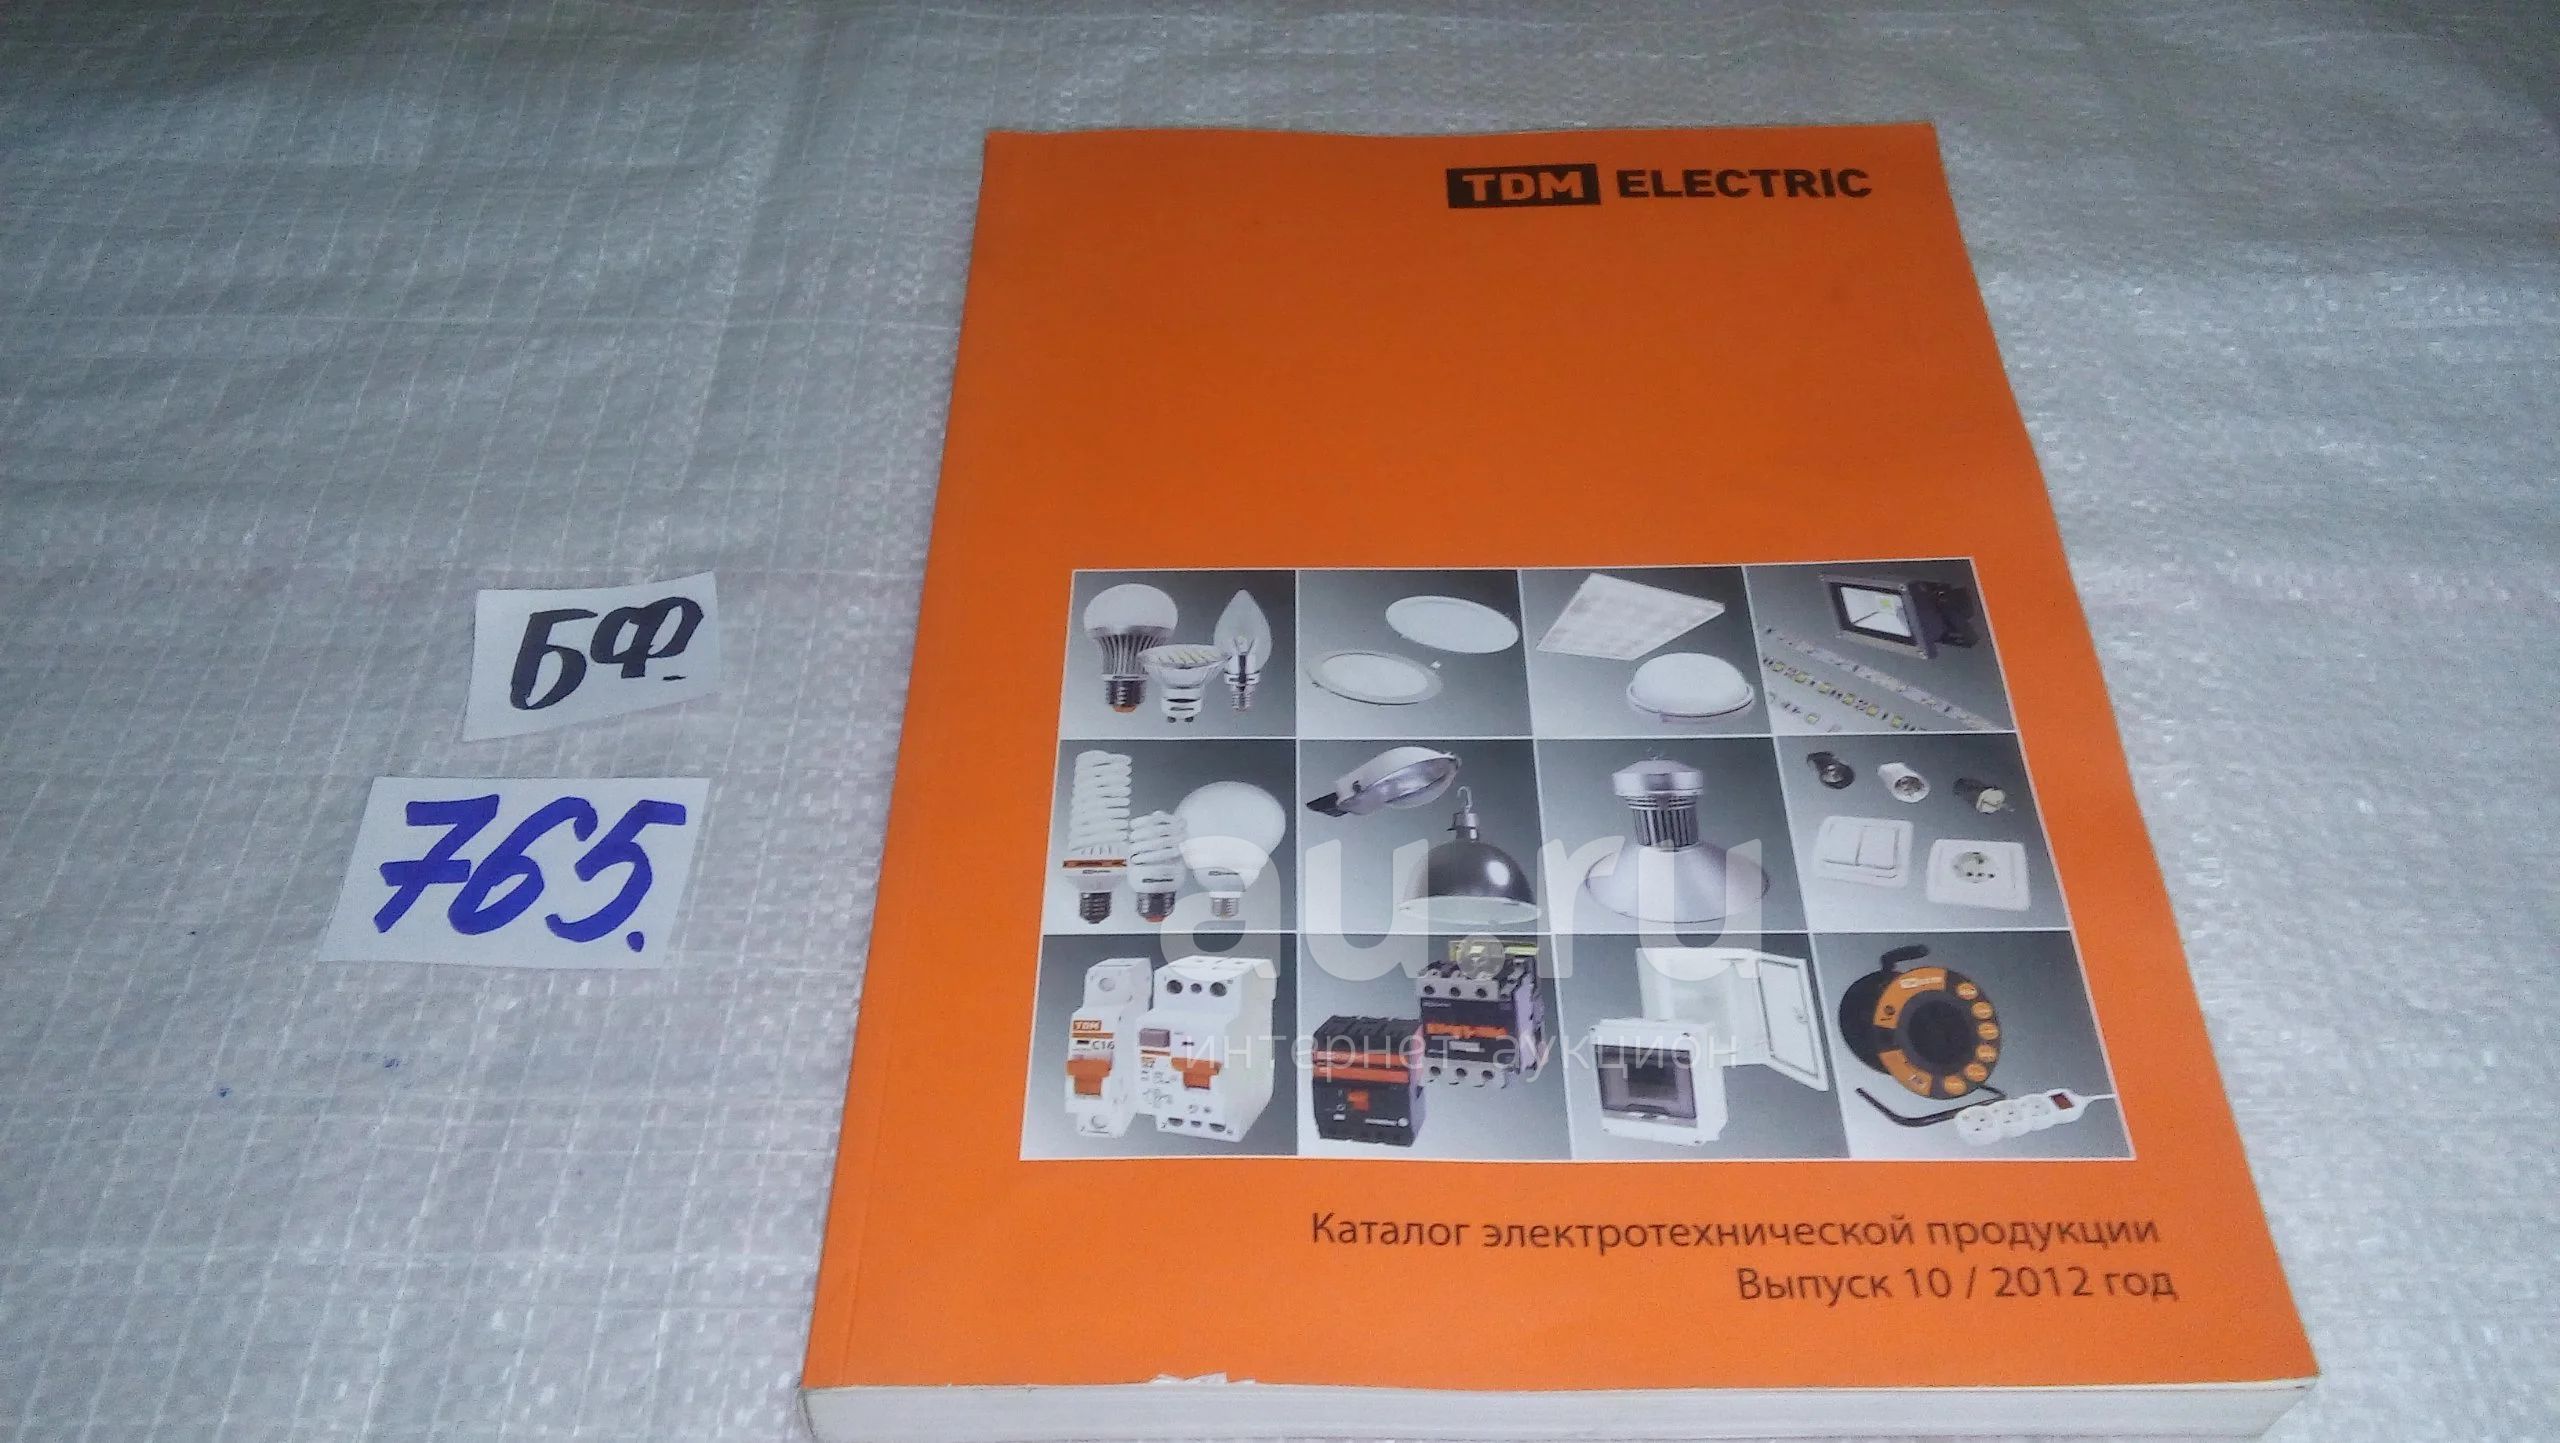 TDM ELECTRIC
БФ.
765.
TDM
C16
au.ru
интернет аукцион
Каталог электротехнической продукции
Выпуск 10 / 2012 год